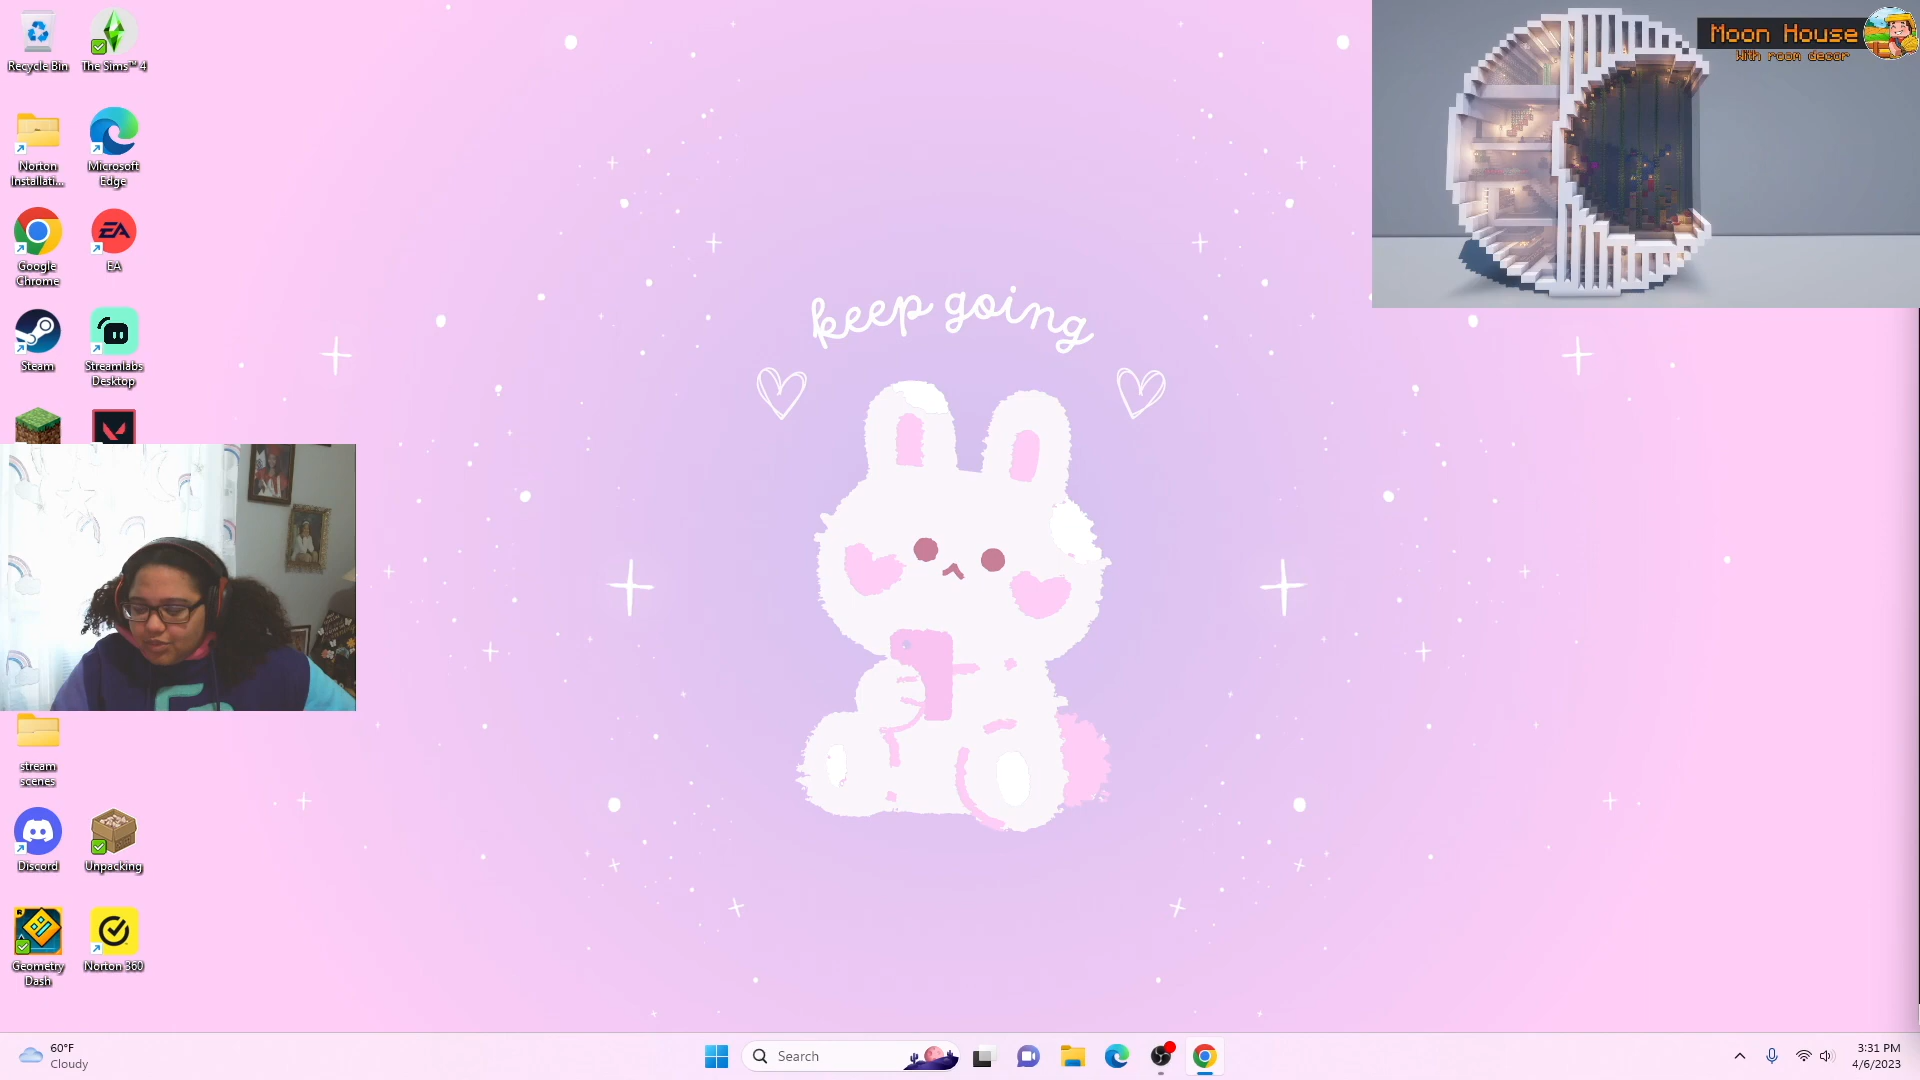 Recycle Bin
The Sims™ 4
Norton
Installati...
Microsoft
Edge
Google
Chrome
EA
EA
Steam
Streamlabs
Desktop
stream
scenes
Discord
Unpacking
Geometry
Dash
Norton 360
keep going
Moon House
With room decor
60°F
Cloudy
Search
3:31 PM
4/6/2023